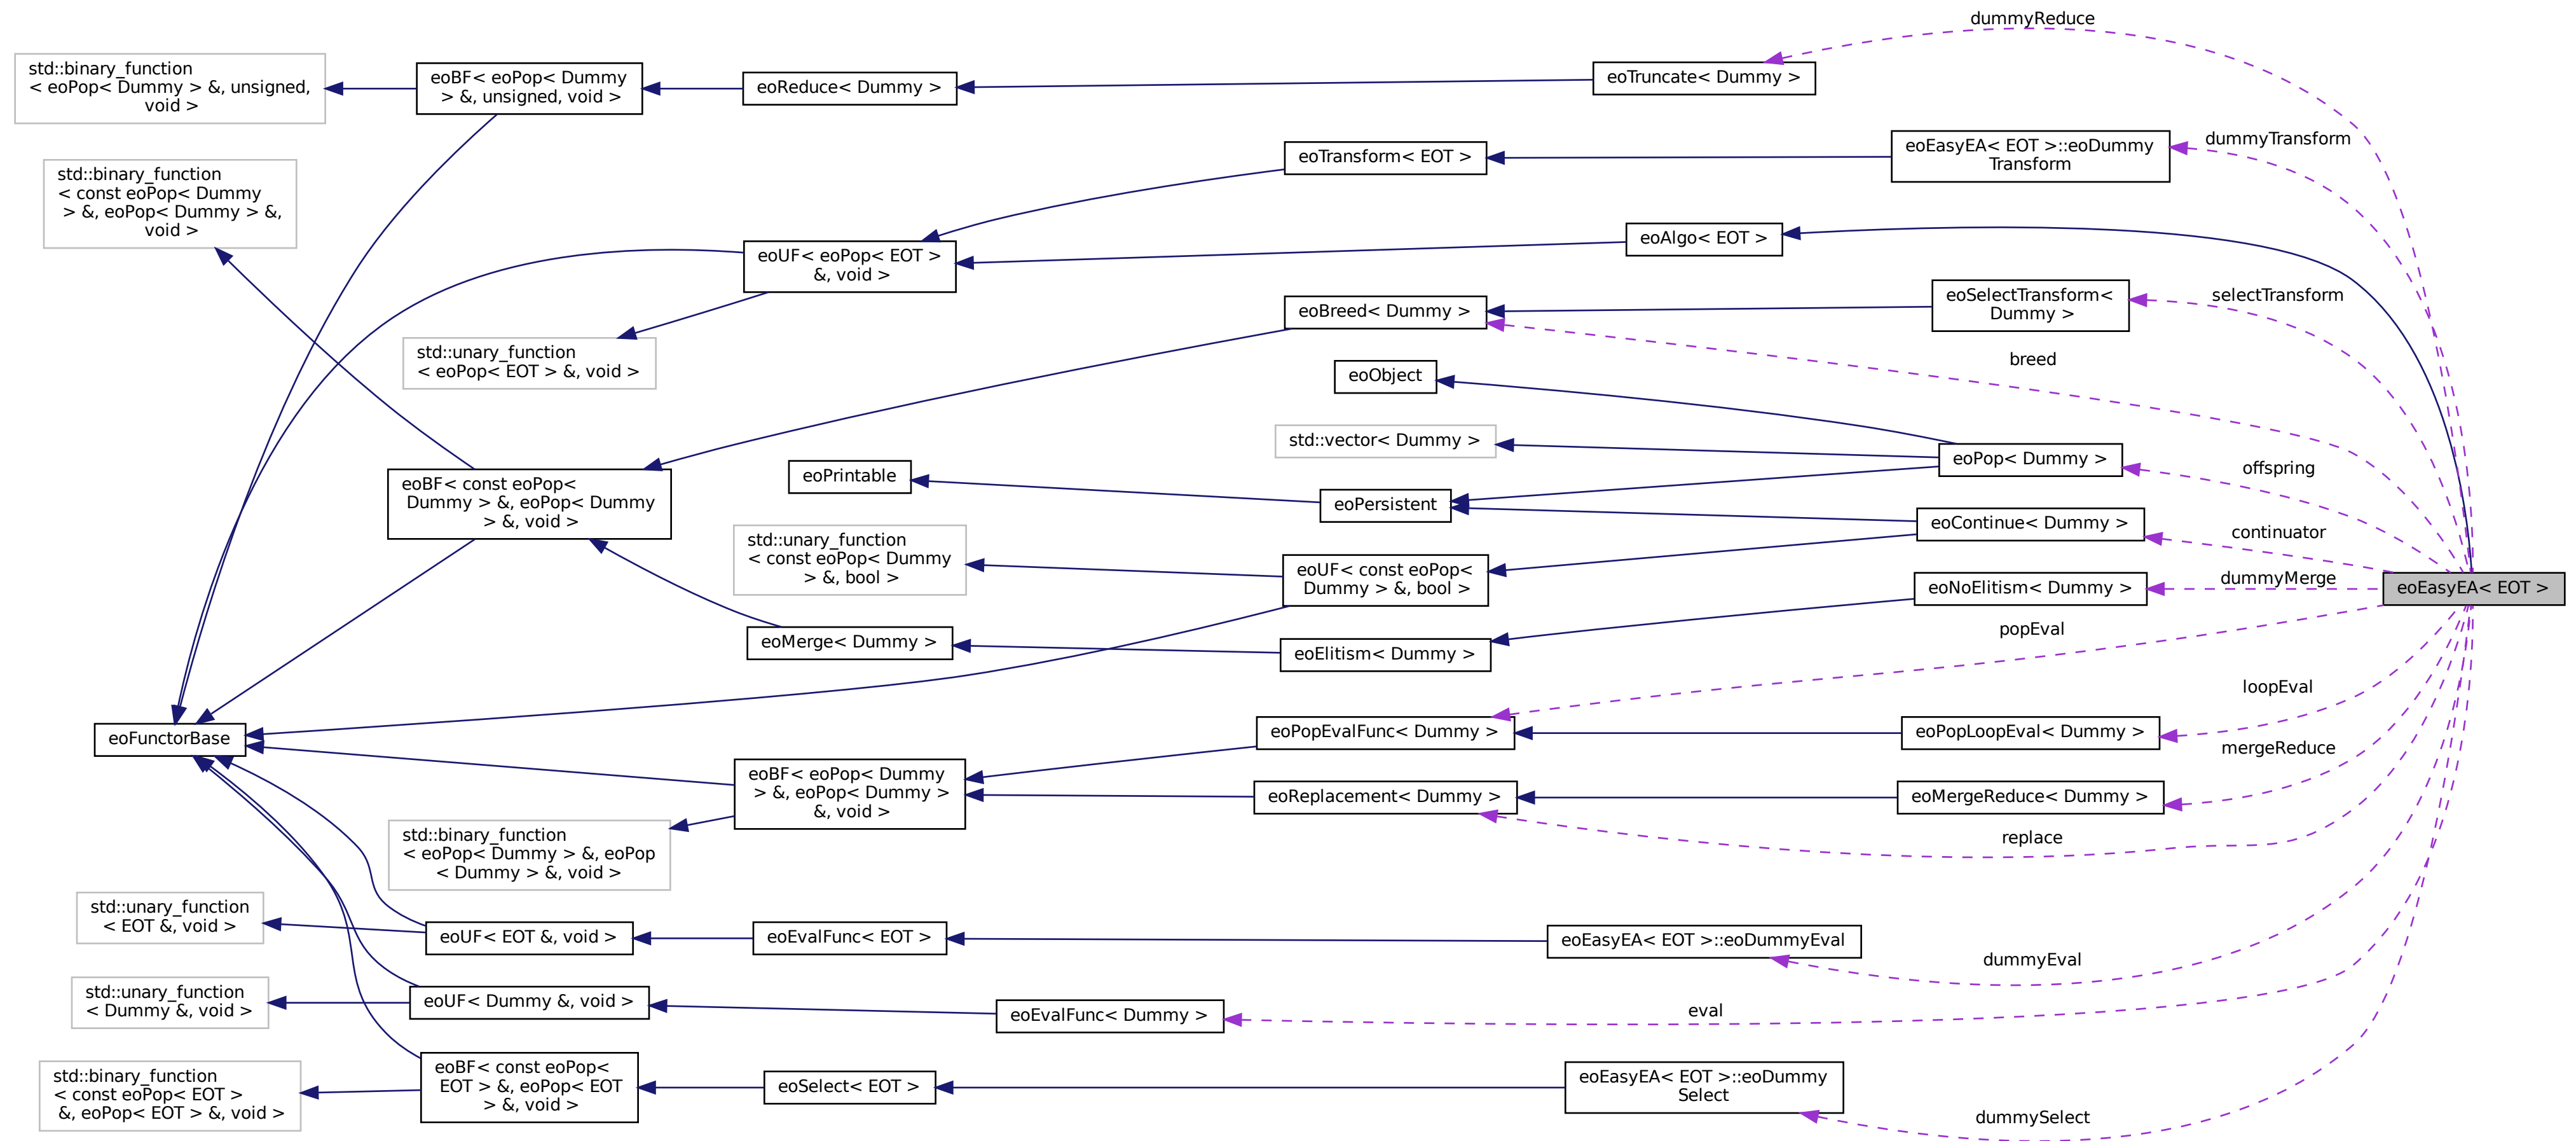 dummyReduce
std::binary_function
< eoPop< Dummy > &, unsigned,
void >
eoBF< eoPop< Dummy
> &, unsigned, void >
eoReduce< Dummy >
eoTruncate< Dummy >
std::binary_function
< const eoPop< Dummy
> &, eoPop< Dummy > &,
void >
eoTransform< EOT >
eoEasyEA< EOT >::eoDummy
Transform
dummyTransform
eoUF< eoPop< EOT >
&, void >
eoAlgo< EOT >
std::unary_function
< eoPop< EOT > &, void >
eoBreed< Dummy >
eoSelectTransform<
Dummy >
selectTransform
breed
eoObject
std::vector< Dummy >
eoPop< Dummy >
offspring
eoPrintable
eoPersistent
eoBF< const eoPop<
Dummy > &, eoPop< Dummy
> &, void >
eoContinue< Dummy >
continuator
std::unary_function
< const eoPop< Dummy
> &, bool >
eoUF< const eoPop<
Dummy > &, bool >
eoNoElitism< Dummy >
dummyMerge
eoEasyEA< EOT >
eoMerge< Dummy >
eoElitism< Dummy >
popEval
loopEval
eoFunctorBase
eoPopEvalFunc< Dummy >
eoPopLoopEval< Dummy >
mergeReduce
eoBF< eoPop< Dummy
> &, eoPop< Dummy >
&, void >
eoReplacement< Dummy >
eoMergeReduce< Dummy >
replace
std::binary_function
< eoPop< Dummy > &, eoPop
< Dummy > &, void >
std::unary_function
< EOT &, void >
eoUF< EOT &, void >
eoEvalFunc< EOT >
eoEasyEA< EOT >::eoDummyEval
dummyEval
std::unary_function
< Dummy &, void >
eoUF< Dummy &, void >
eoEvalFunc< Dummy >
eval
std::binary_function
< const eoPop< EOT >
&, eoPop< EOT > &, void >
eoBF< const eoPop<
EOT > &, eoPop< EOT
> &, void >
eoSelect< EOT >
eoEasyEA< EOT >::eoDummy
Select
dummySelect